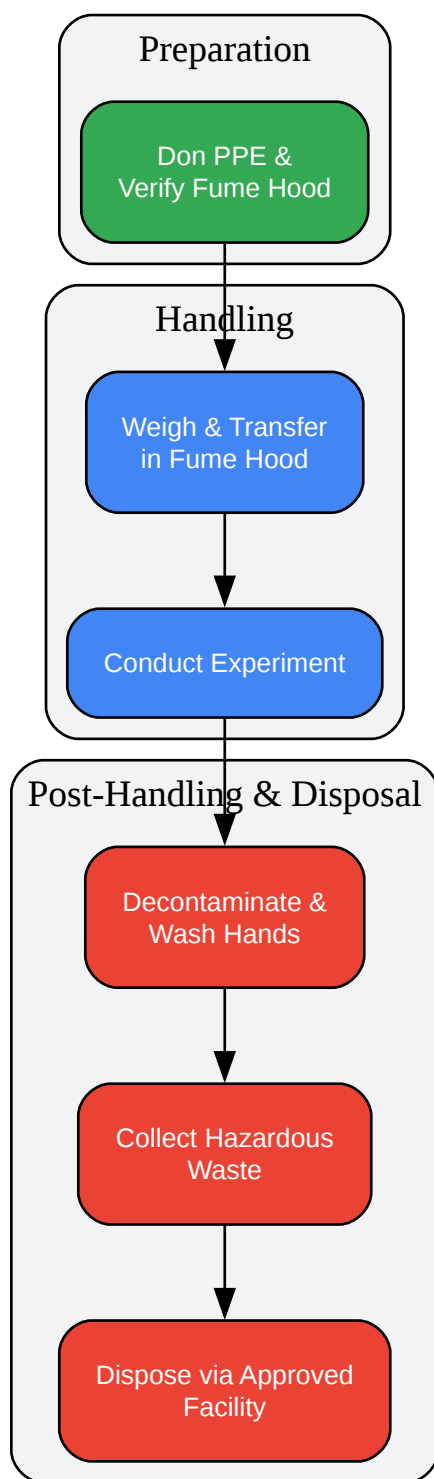 Preparation
Don PPE &
Verify Fume Hood
Handling
Weigh & Transfer
in Fume Hood
Conduct Experiment
Post-Handling & Disposal
Decontaminate &
Wash Hands
Collect Hazardous
Waste
Dispose via Approved
Facility